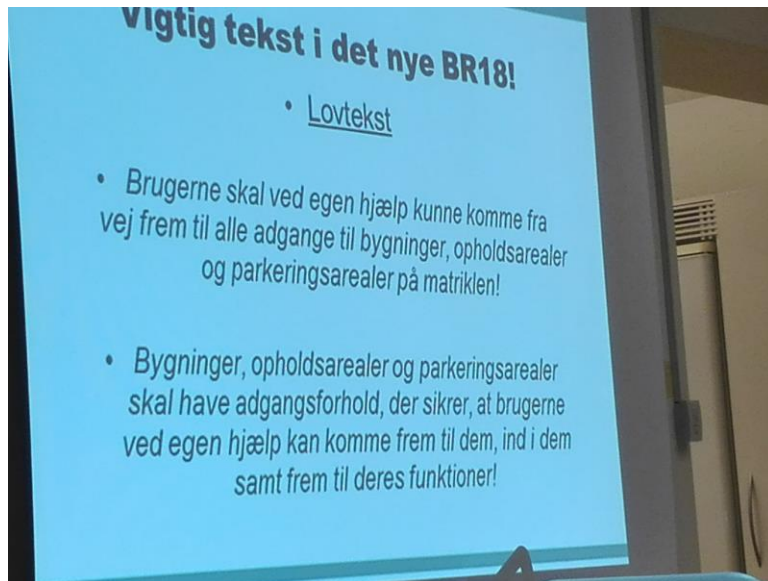 Vigtig tekst i det nye BR18!
• Lovtekst
• Brugerne skal ved egen hjælp kunne komme fra
vej frem til alle adgange til bygninger, opholdsarealer
og parkeringsarealer på matriklen!
• Bygninger, opholdsarealer og parkeringsarealer
skal have adgangsforhold, der sikrer, at brugerne
ved egen hjælp kan komme frem til dem, ind i dem
samt frem til deres funktioner!